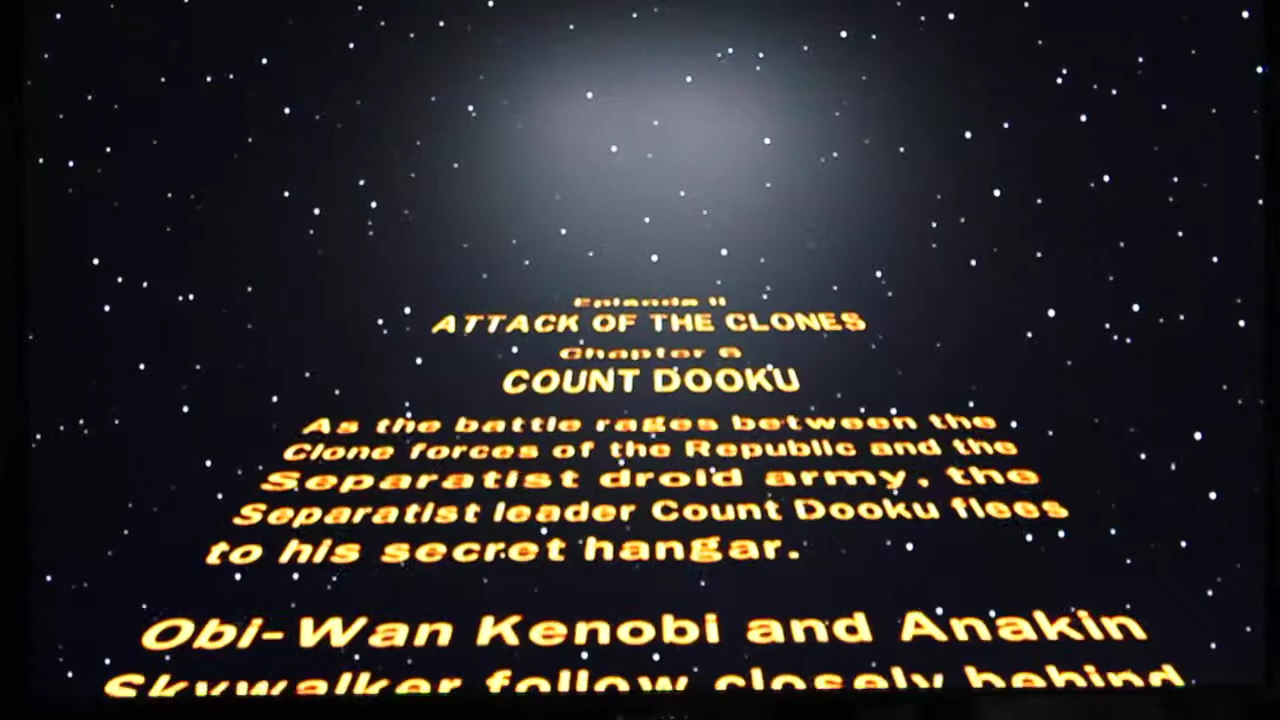 Episode II
ATTACK OF THE CLONES
Chapter 6
COUNT DOOKU
As the battle rages between the
Clone forces of the Republic and the
Separatist droid army, the
Separatist leader Count Dooku flees
to his secret hangar.
Obi-Wan Kenobi and Anakin
Skywalker follow closely behind